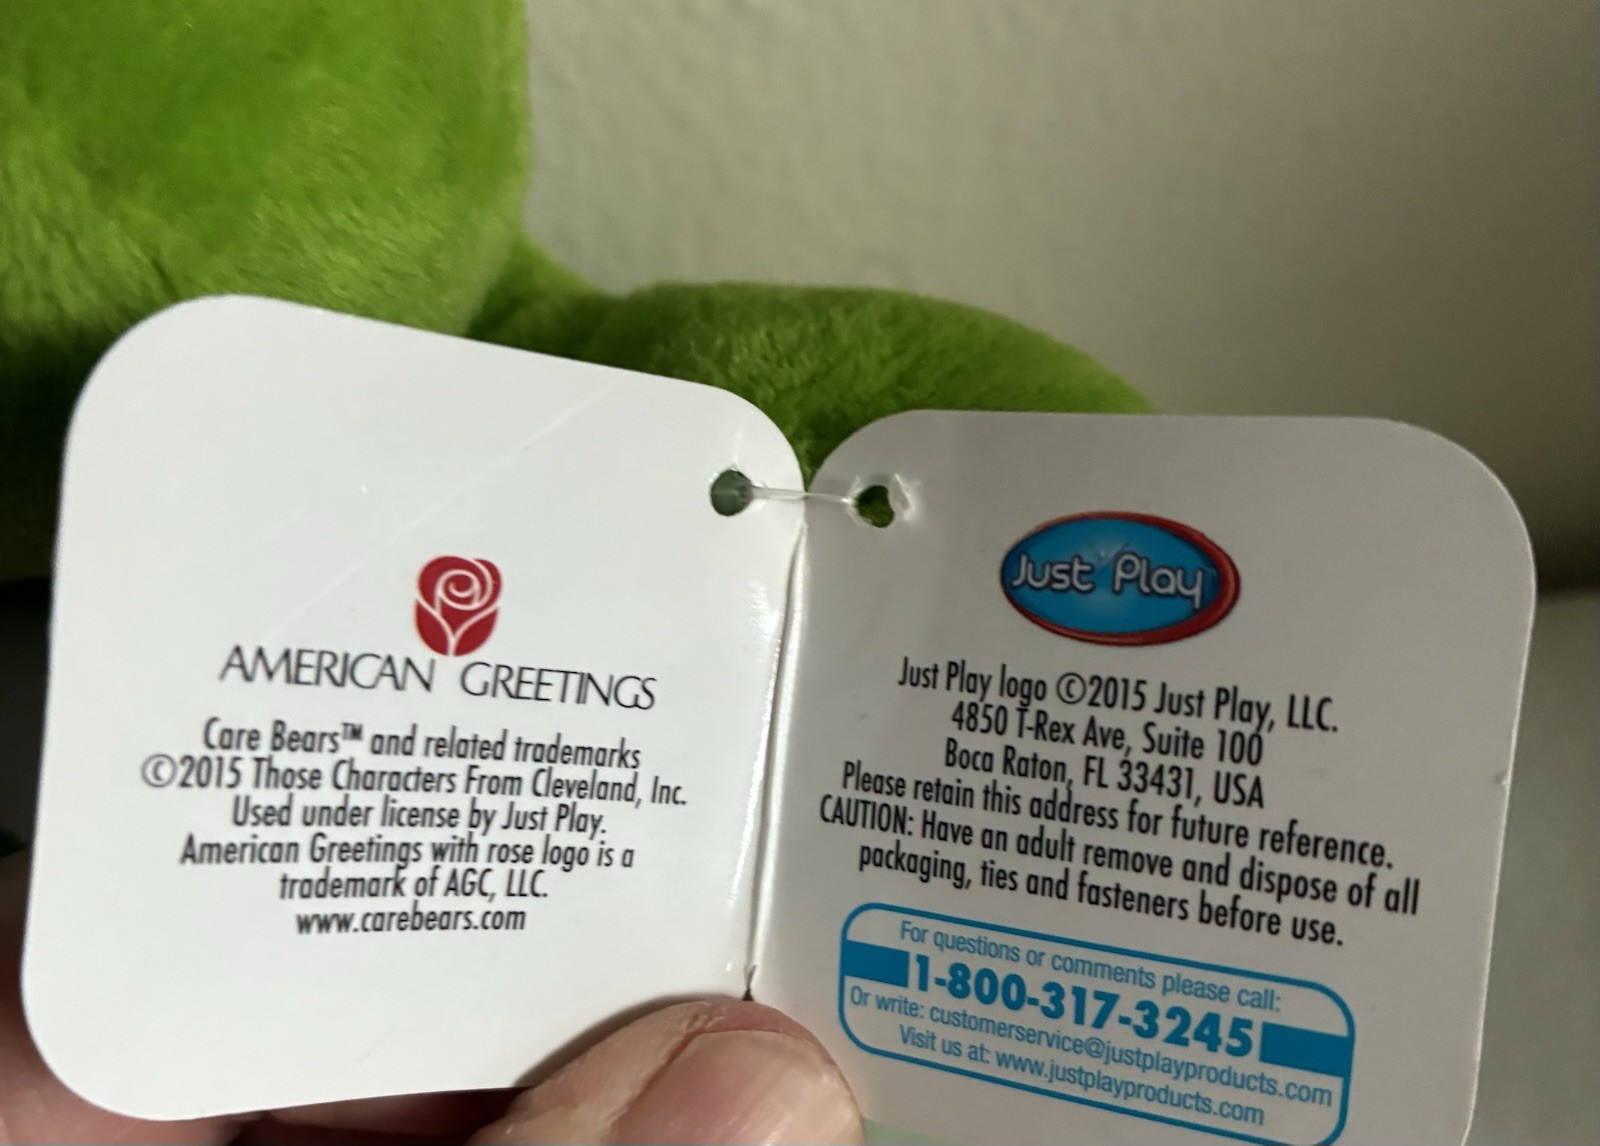 AMERICAN GREETINGS
Care Bears™ and related trademarks
©2015 Those Characters From Cleveland, Inc.
Used under license by Just Play.
American Greetings with rose logo is a
trademark of AGC, LLC.
www.carebears.com
Just Play
Just Play logo ©2015 Just Play, LLC.
4850 T-Rex Ave, Suite 100
Boca Raton, FL 33431, USA
Please retain this address for future reference.
CAUTION: Have an adult remove and dispose of all
packaging, ties and fasteners before use.
For questions or comments please call:
1-800-317-3245
Or write: customerservice@justplayproducts.com
Visit us at: www.justplayproducts.com